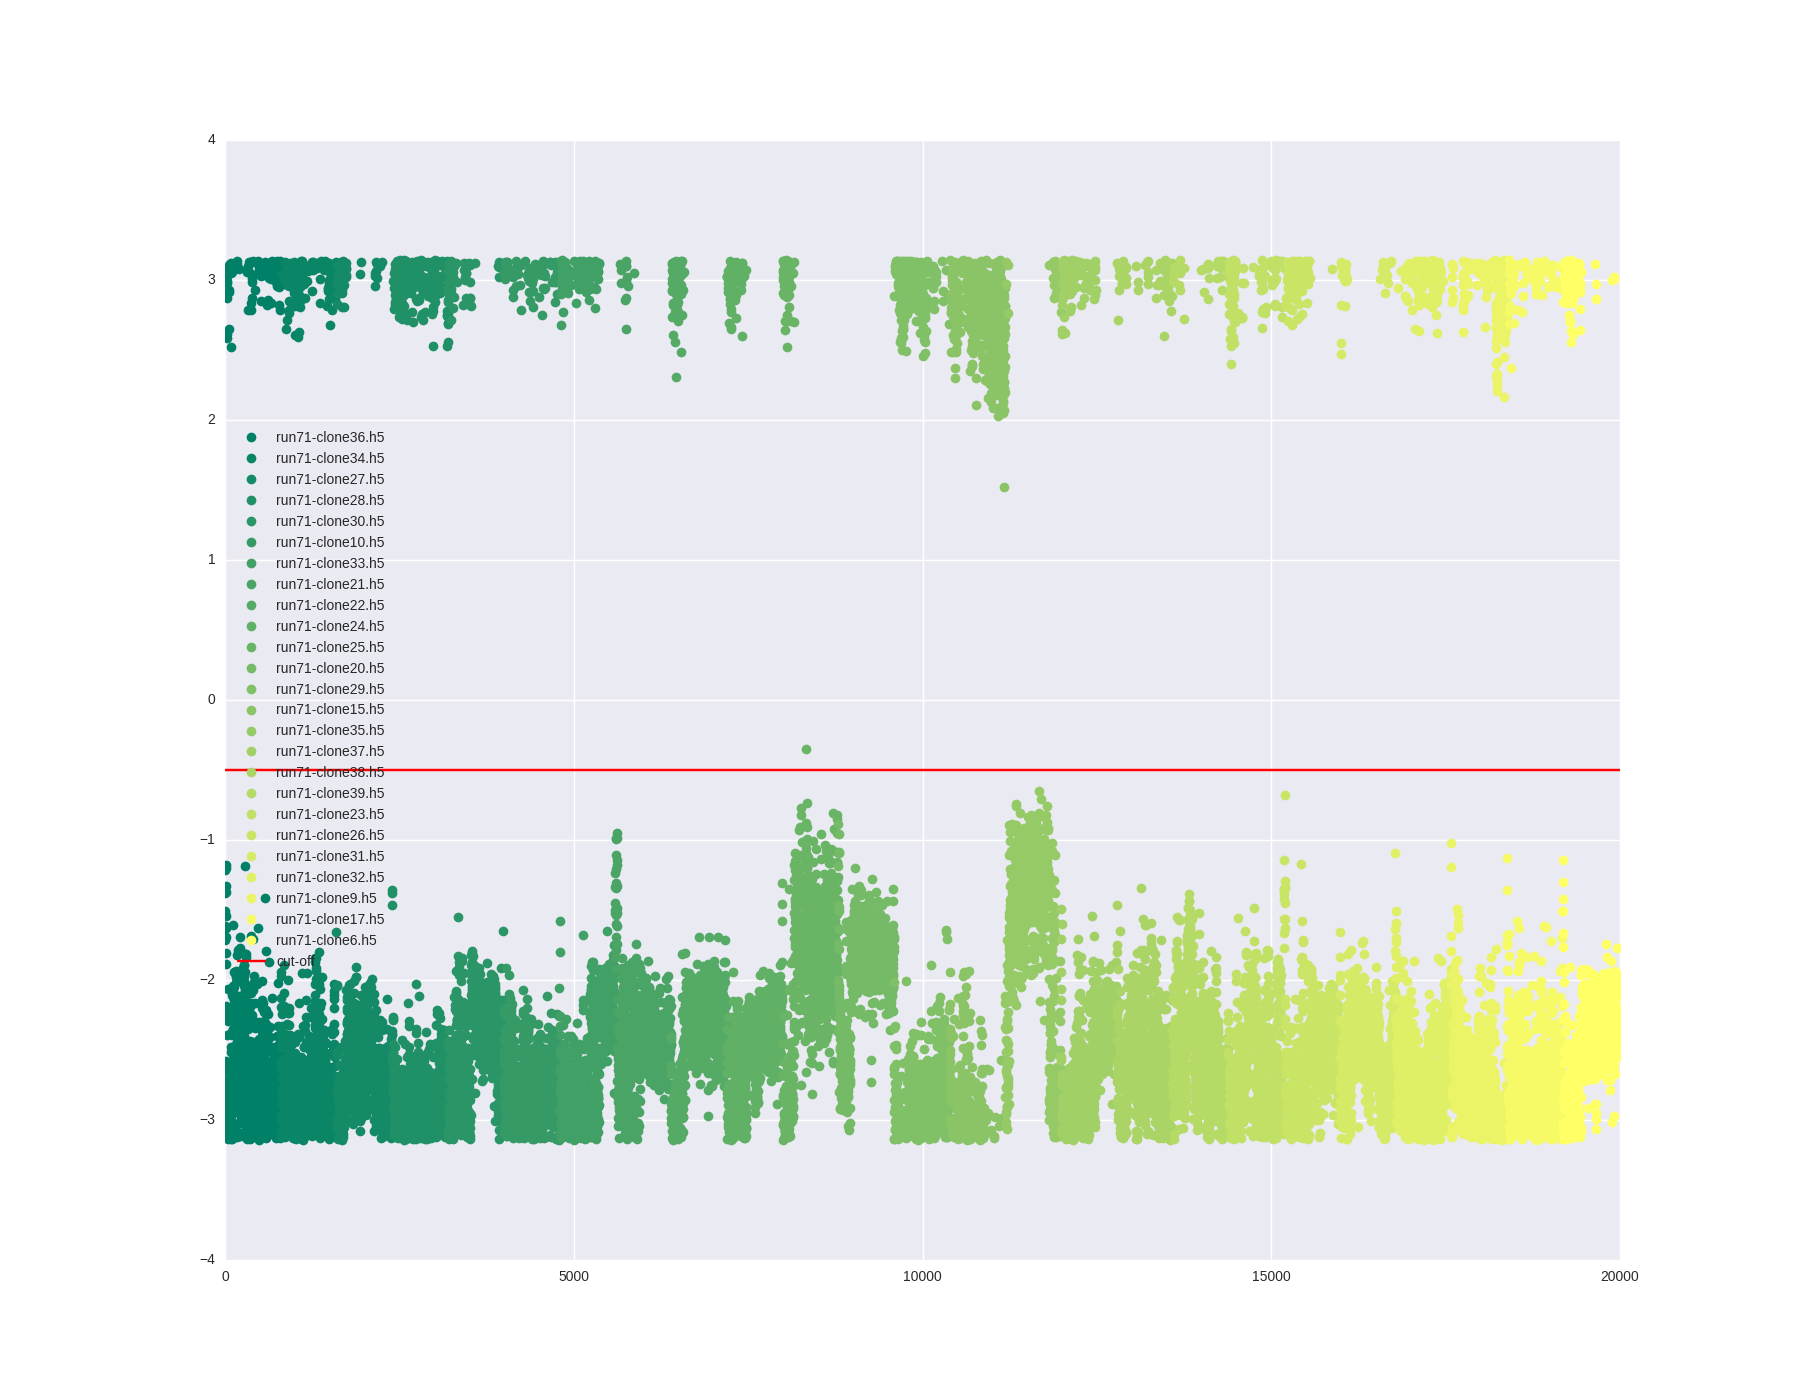 4
3
2
1
0
−1
−2
−3
−4
run71-clone36.h5
run71-clone34.h5
run71-clone27.h5
run71-clone28.h5
run71-clone30.h5
run71-clone10.h5
run71-clone33.h5
run71-clone21.h5
run71-clone22.h5
run71-clone24.h5
run71-clone25.h5
run71-clone20.h5
run71-clone29.h5
run71-clone15.h5
run71-clone35.h5
run71-clone37.h5
run71-clone38.h5
run71-clone39.h5
run71-clone23.h5
run71-clone26.h5
run71-clone31.h5
run71-clone32.h5
run71-clone9.h5
run71-clone17.h5
run71-clone6.h5
cut-off
0 5000 10000 15000 20000